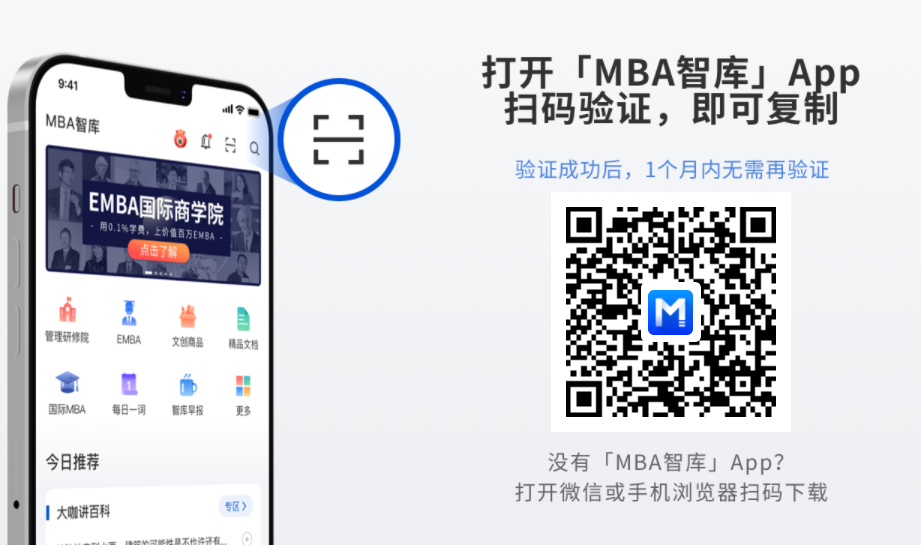 9:41
MBA智库
EMBA国际商学院
- 用0.1%学费，上价值百万EMBA -
点击了解
管理研修院
EMBA
文创商品
精品文档
国际MBA
每日一词
1
智库早报
更多
今日推荐
大咖讲百科
专区 >
打开「MBA智库」App
扫码验证，即可复制
验证成功后，1个月内无需再验证
M
没有「MBA智库」App？
打开微信或手机浏览器扫码下载